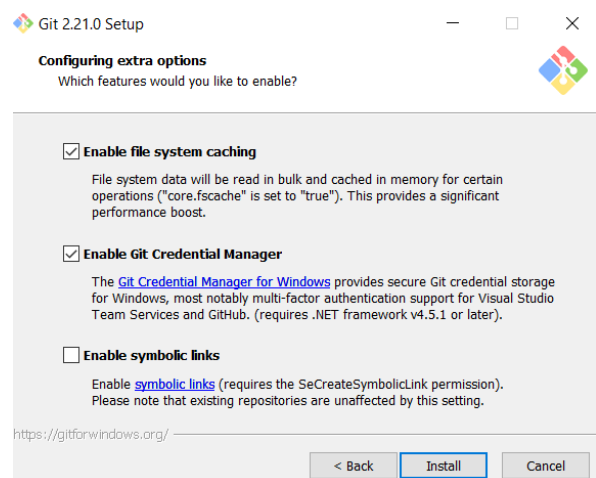 Git 2.21.0 Setup
Configuring extra options
Which features would you like to enable?
Enable file system caching
File system data will be read in bulk and cached in memory for certain
operations ("core.fscache" is set to "true"). This provides a significant
performance boost.
Enable Git Credential Manager
The Git Credential Manager for Windows provides secure Git credential storage
for Windows, most notably multi-factor authentication support for Visual Studio
Team Services and GitHub. (requires .NET framework v4.5.1 or later).
Enable symbolic links
Enable symbolic links (requires the SeCreateSymbolicLink permission).
Please note that existing repositories are unaffected by this setting.
https://gitforwindows.org/
< Back Install Cancel